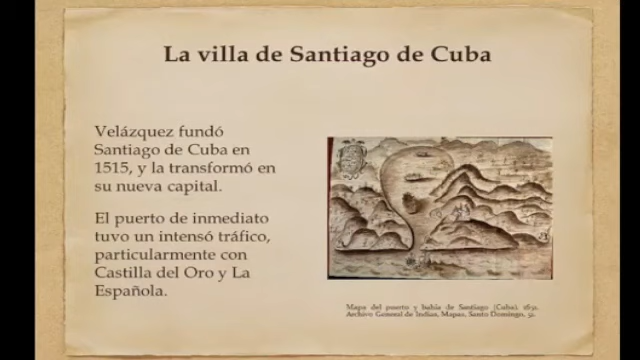 La villa de Santiago de Cuba
Velázquez fundó
Santiago de Cuba en
1515, y la transformó en
su nueva capital.
El puerto de inmediato
tuvo un intensó tráfico,
particularmente con
Castilla del Oro y La
Española.
Mapa del puerto y bahía de Santiago (Cuba), 1631.
Archivo General de Indias, Mapas, Santo Domingo, 51.